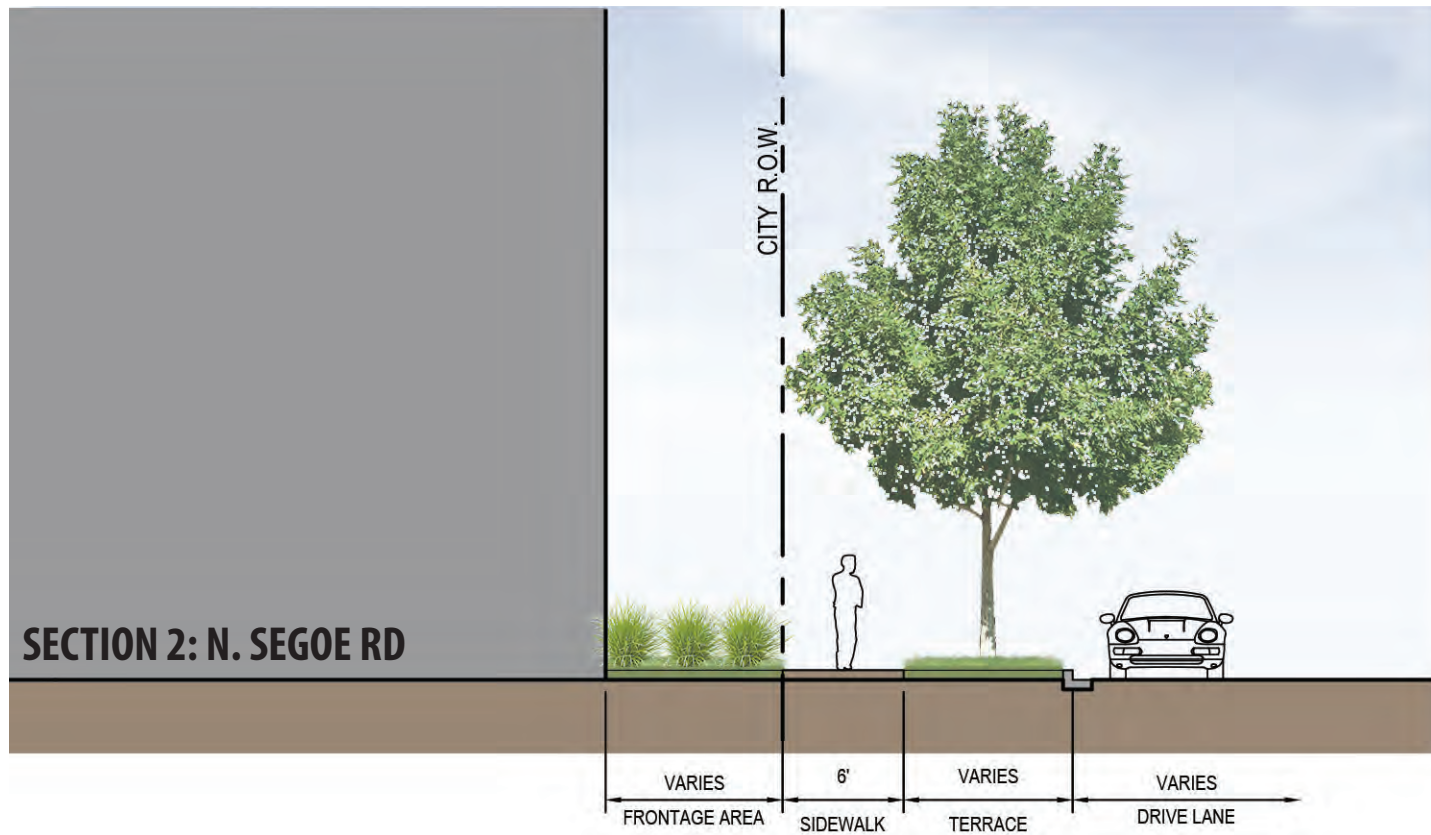 CITY R.O.W.
SECTION 2: N. SEGOE RD
VARIES
FRONTAGE AREA
6'
SIDEWALK
VARIES
TERRACE
VARIES
DRIVE LANE